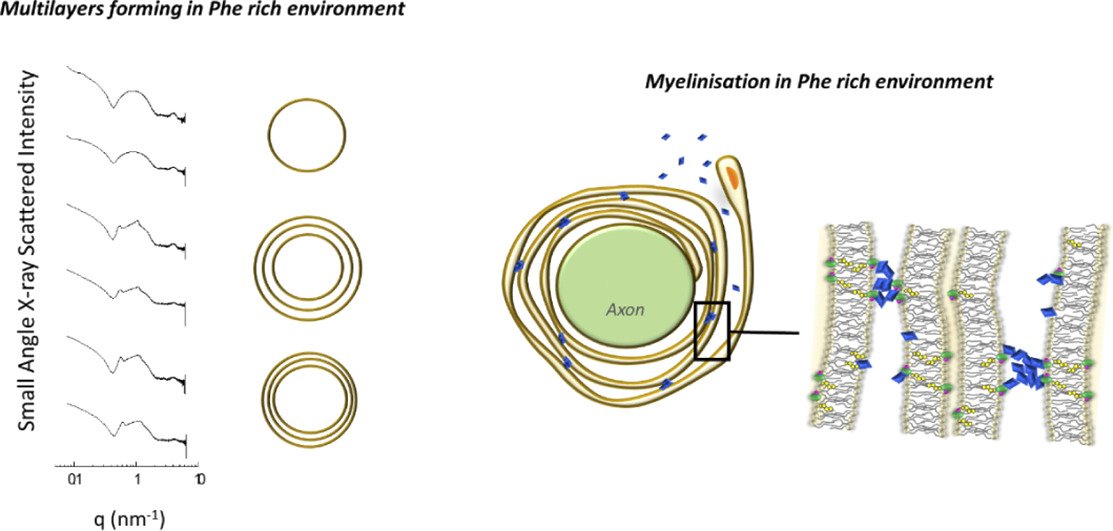 Multilayers forming in Phe rich environment
Small Angle X-ray Scattered Intensity
0.1 1 10
q (nm-1)
Myelinisation in Phe rich environment
Axon